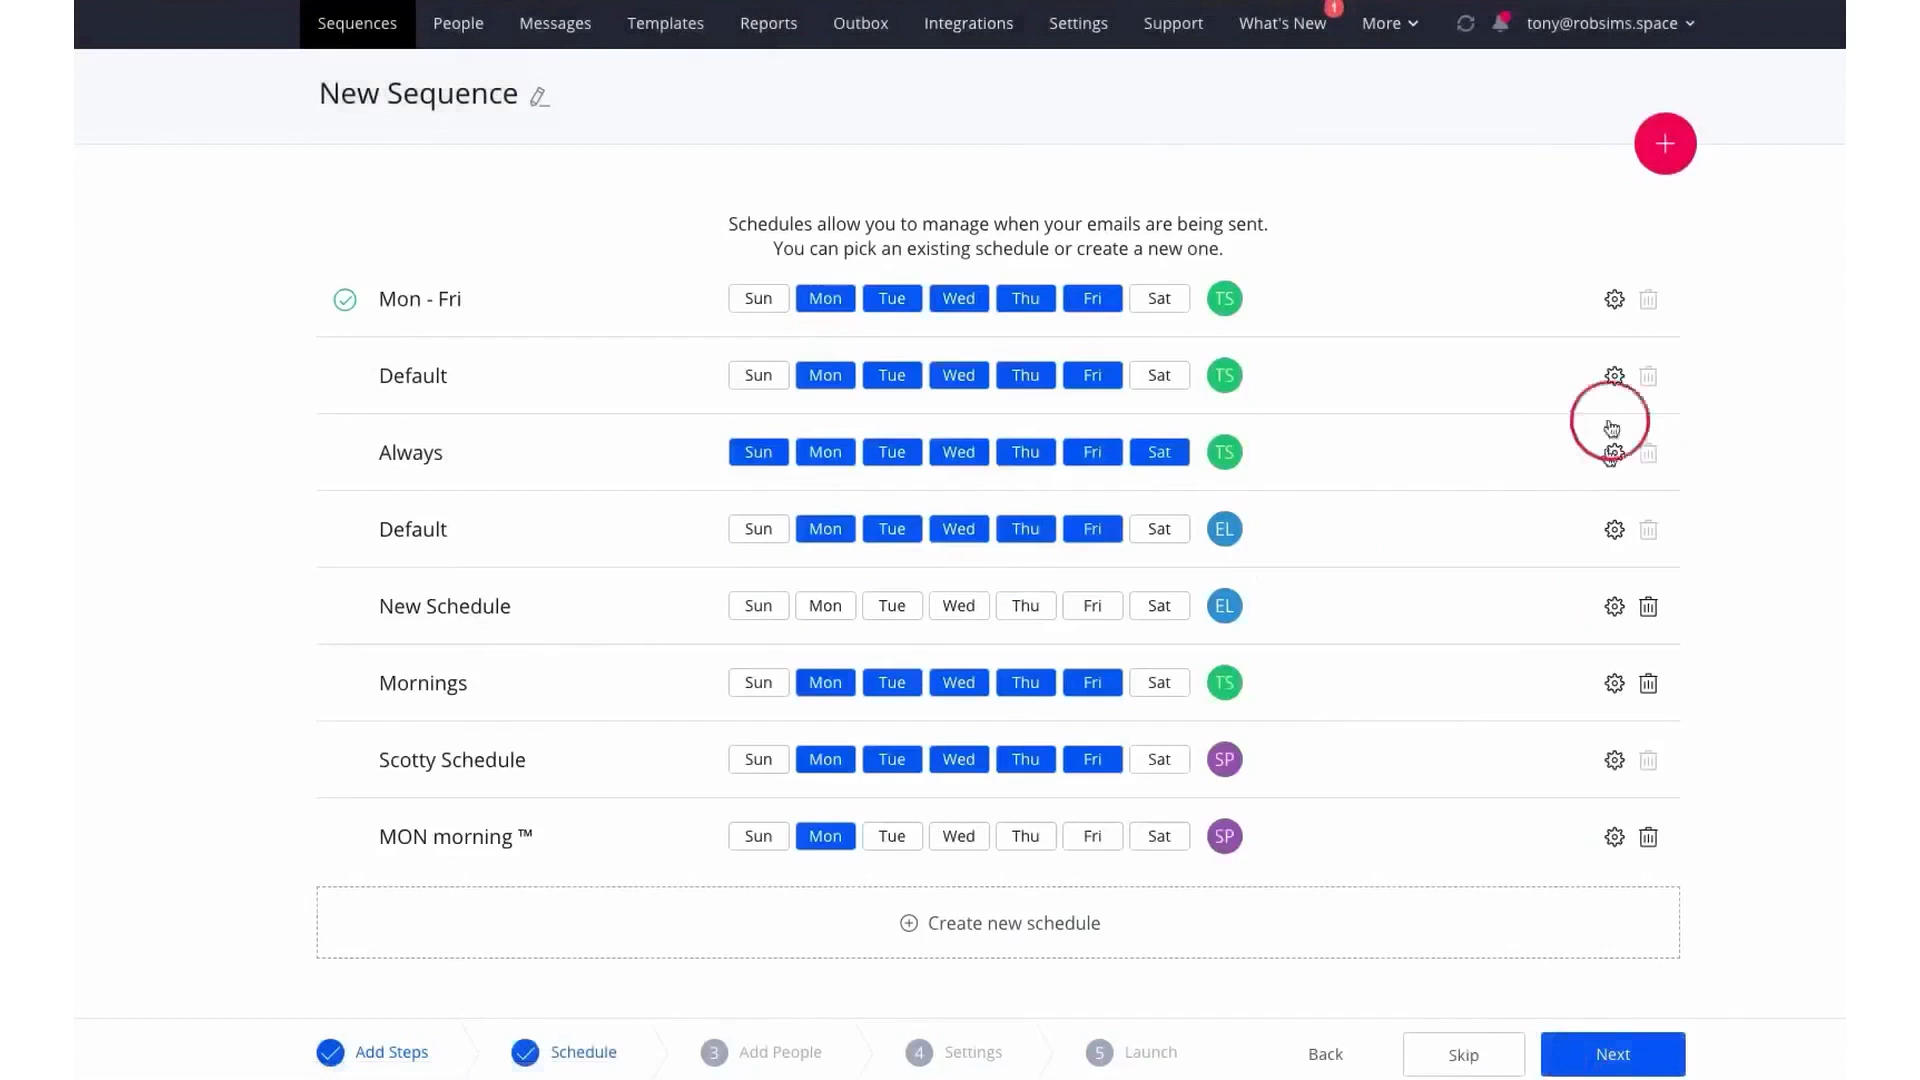 Sequences People Messages Templates Reports Outbox Integrations Settings Support What's New 1 More tony@robsims.space
New Sequence
Schedules allow you to manage when your emails are being sent.
You can pick an existing schedule or create a new one.
Mon - Fri Sun Mon Tue Wed Thu Fri Sat TS
Default Sun Mon Tue Wed Thu Fri Sat TS
Always Sun Mon Tue Wed Thu Fri Sat TS
Default Sun Mon Tue Wed Thu Fri Sat EL
New Schedule Sun Mon Tue Wed Thu Fri Sat EL
Mornings Sun Mon Tue Wed Thu Fri Sat TS
Scotty Schedule Sun Mon Tue Wed Thu Fri Sat SP
MON morning ™ Sun Mon Tue Wed Thu Fri Sat SP
Create new schedule
Add Steps Schedule 3 Add People 4 Settings 5 Launch Back Skip Next